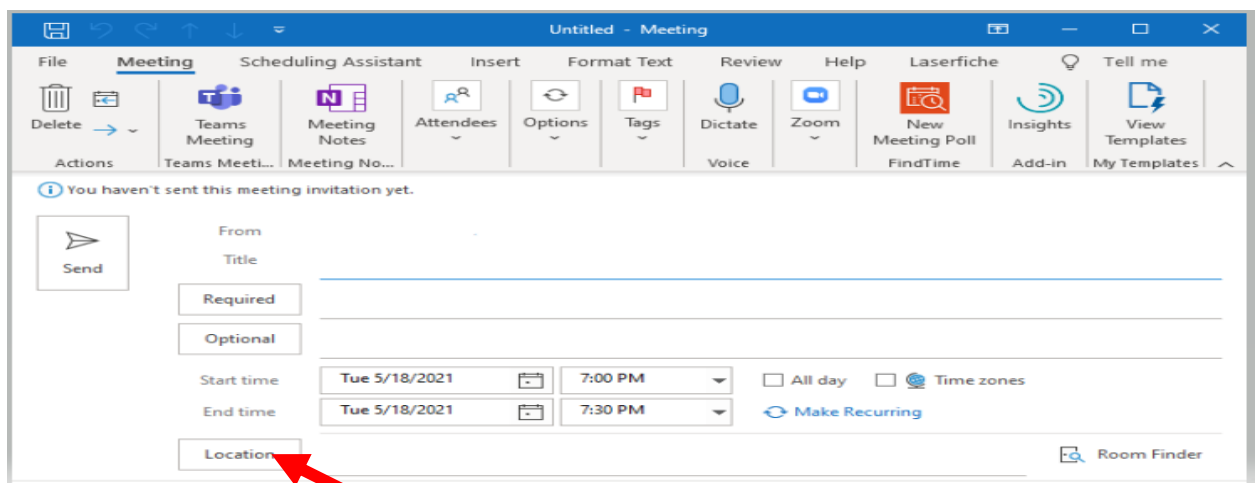 Untitled - Meeting
File Meeting Scheduling Assistant Insert Format Text Review Help Laserfiche Tell me
Delete Teams Meeting Meeting Notes Attendees Options Tags Dictate Zoom New Meeting Poll Insights View Templates
Actions Teams Meeti... Meeting No... Voice FindTime Add-in My Templates
You haven't sent this meeting invitation yet.
Send
From
Title
Required
Optional
Start time Tue 5/18/2021 7:00 PM All day Time zones
End time Tue 5/18/2021 7:30 PM Make Recurring
Location Room Finder